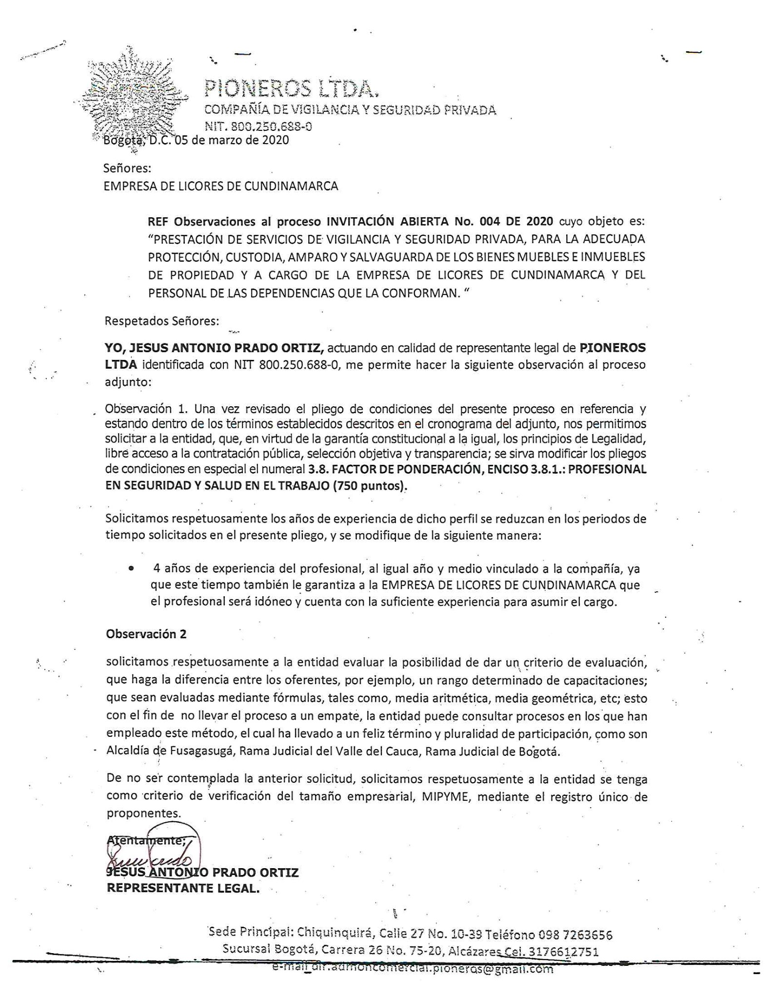 PIONEROS LTDA.
COMPAÑÍA DE VIGILANCIA Y SEGURIDAD PRIVADA
NIT. 800.250.688-0
Bogotá, D.C. 05 de marzo de 2020
Señores:
EMPRESA DE LICORES DE CUNDINAMARCA
REF Observaciones al proceso INVITACIÓN ABIERTA No. 004 DE 2020 cuyo objeto es:
“PRESTACIÓN DE SERVICIOS DE VIGILANCIA Y SEGURIDAD PRIVADA, PARA LA ADECUADA
PROTECCIÓN, CUSTODIA, AMPARO Y SALVAGUARDA DE LOS BIENES MUEBLES E INMUEBLES
DE PROPIEDAD Y A CARGO DE LA EMPRESA DE LICORES DE CUNDINAMARCA Y DEL
PERSONAL DE LAS DEPENDENCIAS QUE LA CONFORMAN. “
Respetados Señores:
YO, JESUS ANTONIO PRADO ORTIZ, actuando en calidad de representante legal de PIONEROS
LTDA identificada con NIT 800.250.688-0, me permite hacer la siguiente observación al proceso
adjunto:
Observación 1. Una vez revisado el pliego de condiciones del presente proceso en referencia y
estando dentro de los términos establecidos descritos en el cronograma del adjunto, nos permitimos
solicitar a la entidad, que, en virtud de la garantía constitucional a la igual, los principios de Legalidad,
libre acceso a la contratación pública, selección objetiva y transparencia; se sirva modificar los pliegos
de condiciones en especial el numeral 3.8. FACTOR DE PONDERACIÓN, ENCISO 3.8.1.: PROFESIONAL
EN SEGURIDAD Y SALUD EN EL TRABAJO (750 puntos).
Solicitamos respetuosamente los años de experiencia de dicho perfil se reduzcan en los periodos de
tiempo solicitados en el presente pliego, y se modifique de la siguiente manera:
• 4 años de experiencia del profesional, al igual año y medio vinculado a la compañía, ya
que este tiempo también le garantiza a la EMPRESA DE LICORES DE CUNDINAMARCA que
el profesional será idóneo y cuenta con la suficiente experiencia para asumir el cargo.
Observación 2
solicitamos respetuosamente a la entidad evaluar la posibilidad de dar un criterio de evaluación,
que haga la diferencia entre los oferentes, por ejemplo, un rango determinado de capacitaciones;
que sean evaluadas mediante fórmulas, tales como, media aritmética, media geométrica, etc; esto
con el fin de no llevar el proceso a un empate, la entidad puede consultar procesos en los que han
empleado este método, el cual ha llevado a un feliz término y pluralidad de participación, como son
Alcaldía de Fusagasugá, Rama Judicial del Valle del Cauca, Rama Judicial de Bogotá.
De no ser contemplada la anterior solicitud, solicitamos respetuosamente a la entidad se tenga
como criterio de verificación del tamaño empresarial, MIPYME, mediante el registro único de
proponentes.
Atentamente;
JESUS ANTONIO PRADO ORTIZ
REPRESENTANTE LEGAL.
Sede Principal: Chiquinquirá, Calle 27 No. 10-39 Teléfono 098 7263656
Sucursal Bogotá, Carrera 26 No. 75-20, Alcázares Cel. 3176612751
e-mail dir.admoncomercial.pioneros@gmail.com